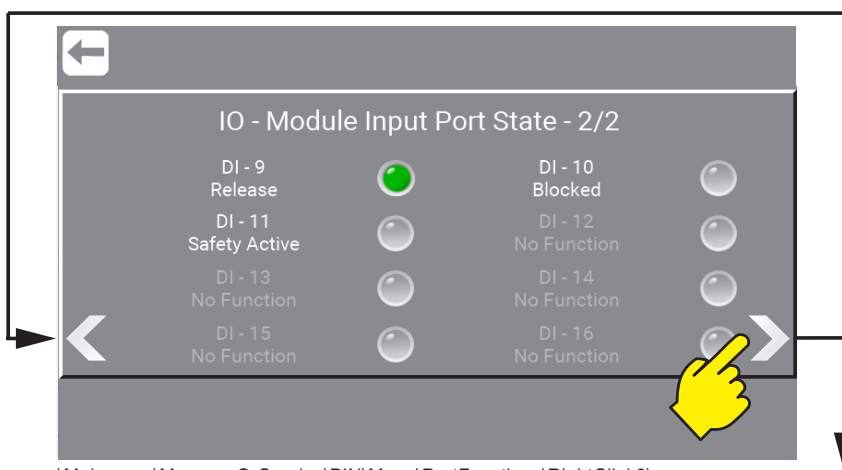 IO - Module Input Port State - 2/2
DI - 9
Release
DI - 10
Blocked
DI - 11
Safety Active
DI - 12
No Function
DI - 13
No Function
DI - 14
No Function
DI - 15
No Function
DI - 16
No Function